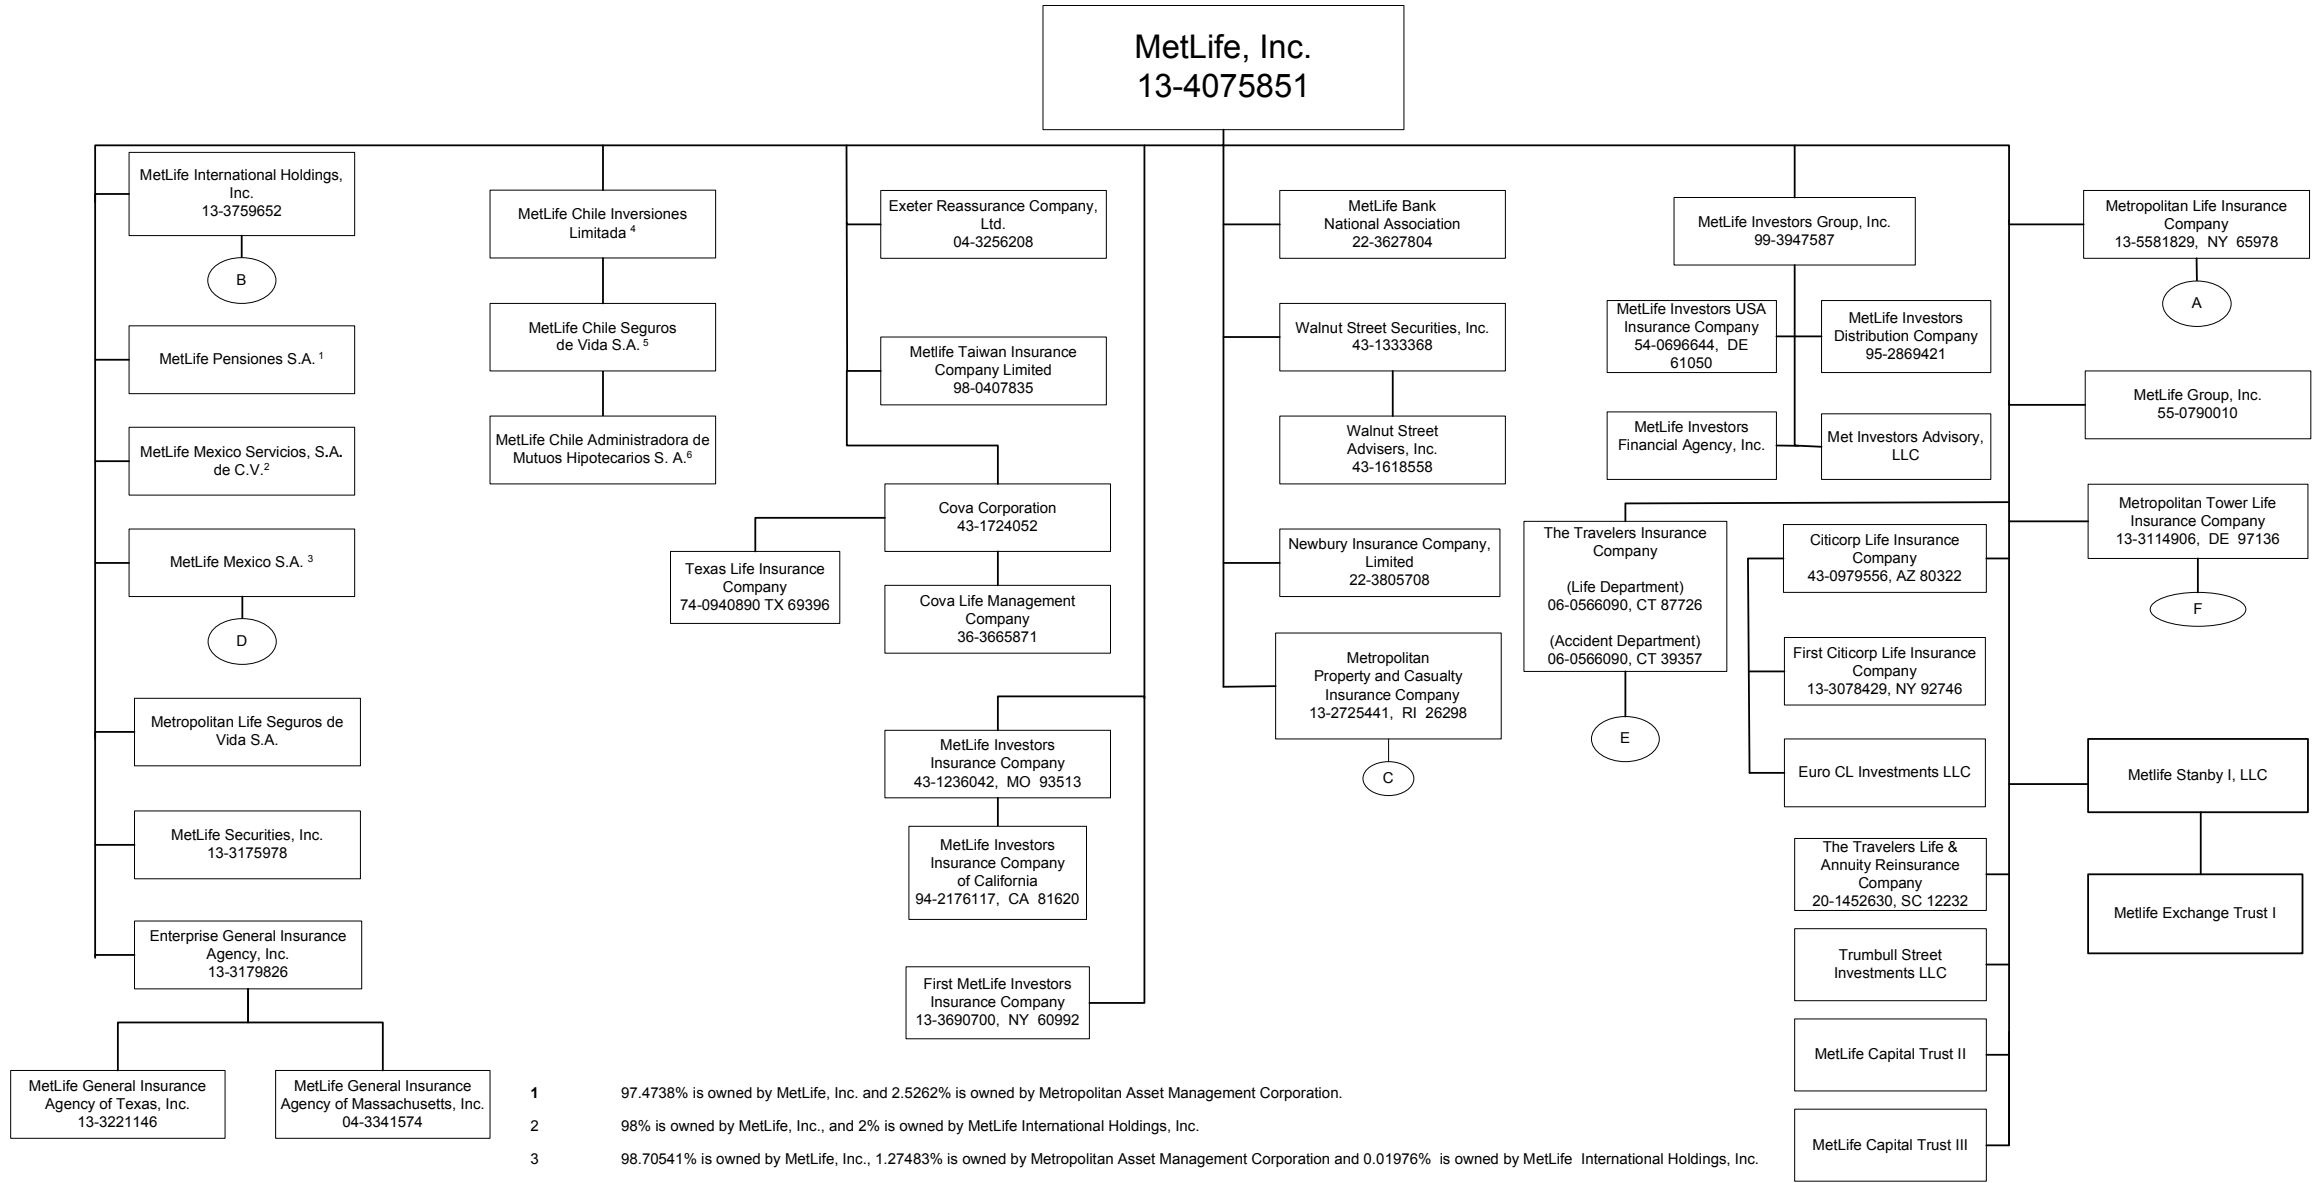 MetLife, Inc.
13-4075851
MetLife International Holdings,
Inc.
13-3759652
B
MetLife Pensiones S.A. 1
MetLife Mexico Servicios, S.A.
de C.V.2
MetLife Mexico S.A. 3
D
Metropolitan Life Seguros de
Vida S.A.
MetLife Securities, Inc.
13-3175978
Enterprise General Insurance
Agency, Inc.
13-3179826
MetLife General Insurance
Agency of Texas, Inc.
13-3221146
MetLife General Insurance
Agency of Massachusetts, Inc.
04-3341574
MetLife Chile Inversiones
Limitada 4
MetLife Chile Seguros
de Vida S.A. 5
MetLife Chile Administradora de
Mutuos Hipotecarios S. A.6
Exeter Reassurance Company,
Ltd.
04-3256208
Metlife Taiwan Insurance
Company Limited
98-0407835
Cova Corporation
43-1724052
Texas Life Insurance
Company
74-0940890 TX 69396
Cova Life Management
Company
36-3665871
MetLife Investors
Insurance Company
43-1236042, MO 93513
MetLife Investors
Insurance Company
of California
94-2176117, CA 81620
First MetLife Investors
Insurance Company
13-3690700, NY 60992
MetLife Bank
National Association
22-3627804
Walnut Street Securities, Inc.
43-1333368
Walnut Street
Advisers, Inc.
43-1618558
Newbury Insurance Company,
Limited
22-3805708
Metropolitan
Property and Casualty
Insurance Company
13-2725441, RI 26298
C
MetLife Investors Group, Inc.
99-3947587
MetLife Investors USA
Insurance Company
54-0696644, DE
61050
MetLife Investors
Distribution Company
95-2869421
MetLife Investors
Financial Agency, Inc.
Met Investors Advisory,
LLC
The Travelers Insurance
Company
(Life Department)
06-0566090, CT 87726
(Accident Department)
06-0566090, CT 39357
E
Citicorp Life Insurance
Company
43-0979556, AZ 80322
First Citicorp Life Insurance
Company
13-3078429, NY 92746
Euro CL Investments LLC
The Travelers Life &
Annuity Reinsurance
Company
20-1452630, SC 12232
Trumbull Street
Investments LLC
MetLife Capital Trust II
MetLife Capital Trust III
Metropolitan Life Insurance
Company
13-5581829, NY 65978
A
MetLife Group, Inc.
55-0790010
Metropolitan Tower Life
Insurance Company
13-3114906, DE 97136
F
Metlife Stanby I, LLC
Metlife Exchange Trust I
1 97.4738% is owned by MetLife, Inc. and 2.5262% is owned by Metropolitan Asset Management Corporation.
2 98% is owned by MetLife, Inc., and 2% is owned by MetLife International Holdings, Inc.
3 98.70541% is owned by MetLife, Inc., 1.27483% is owned by Metropolitan Asset Management Corporation and 0.01976% is owned by MetLife International Holdings, Inc.